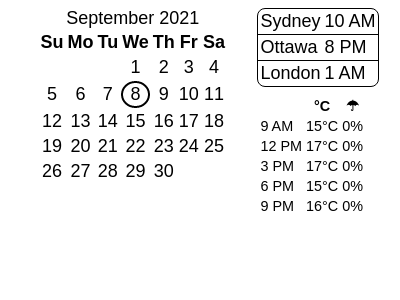 September 2021
Su Mo Tu We Th Fr Sa
1 2 3 4
5 6 7 8 9 10 11
12 13 14 15 16 17 18
19 20 21 22 23 24 25
26 27 28 29 30
Sydney 10 AM
Ottawa 8 PM
London 1 AM
°C ☂
9 AM 15°C 0%
12 PM 17°C 0%
3 PM 17°C 0%
6 PM 15°C 0%
9 PM 16°C 0%